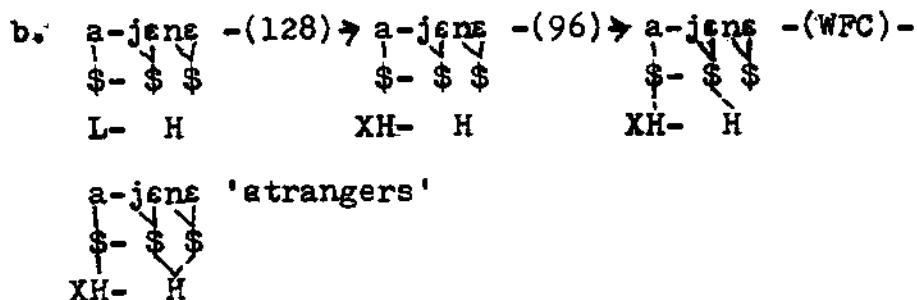 b. a-jɛnɛ -(128)→ a-jɛnɛ -(96)→ a-jɛnɛ -(WFC)-
$- $ $ $- $ $ $- $ $
L- H XH- H XH- H
a-jɛnɛ 'strangers'
$- $ $
XH- H